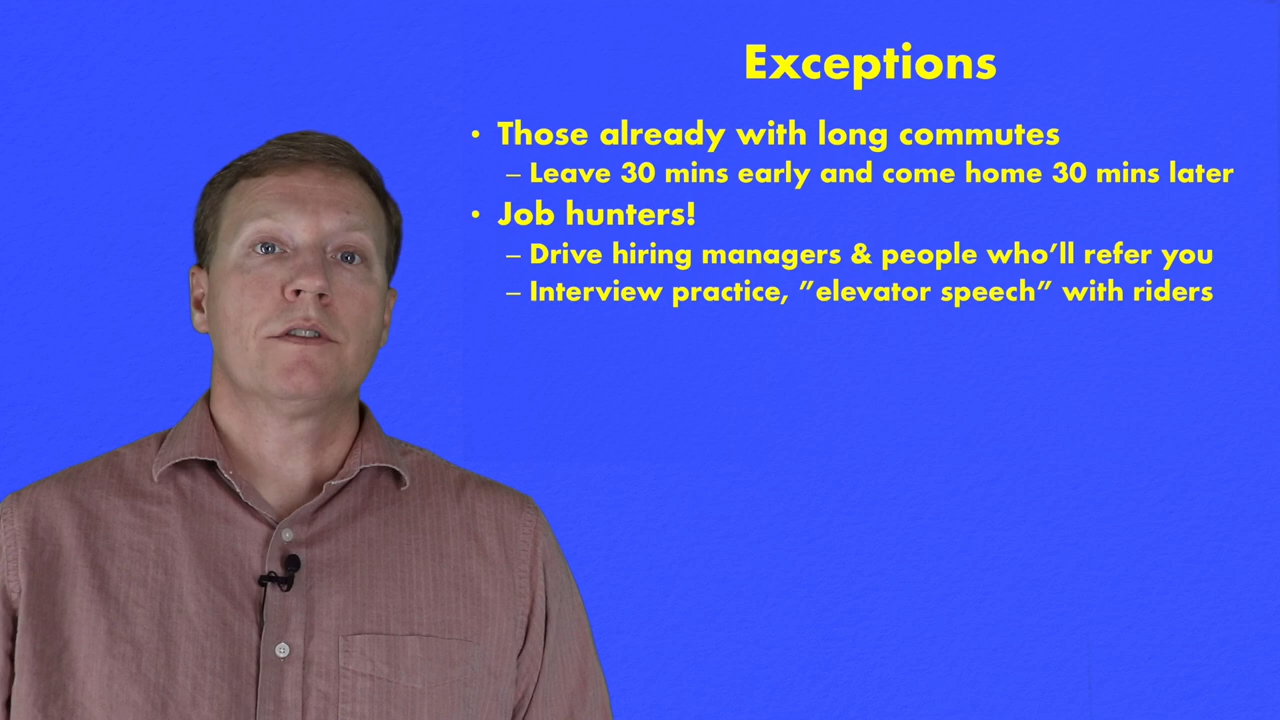 Exceptions
• Those already with long commutes
– Leave 30 mins early and come home 30 mins later
• Job hunters!
– Drive hiring managers & people who’ll refer you
– Interview practice, ”elevator speech” with riders